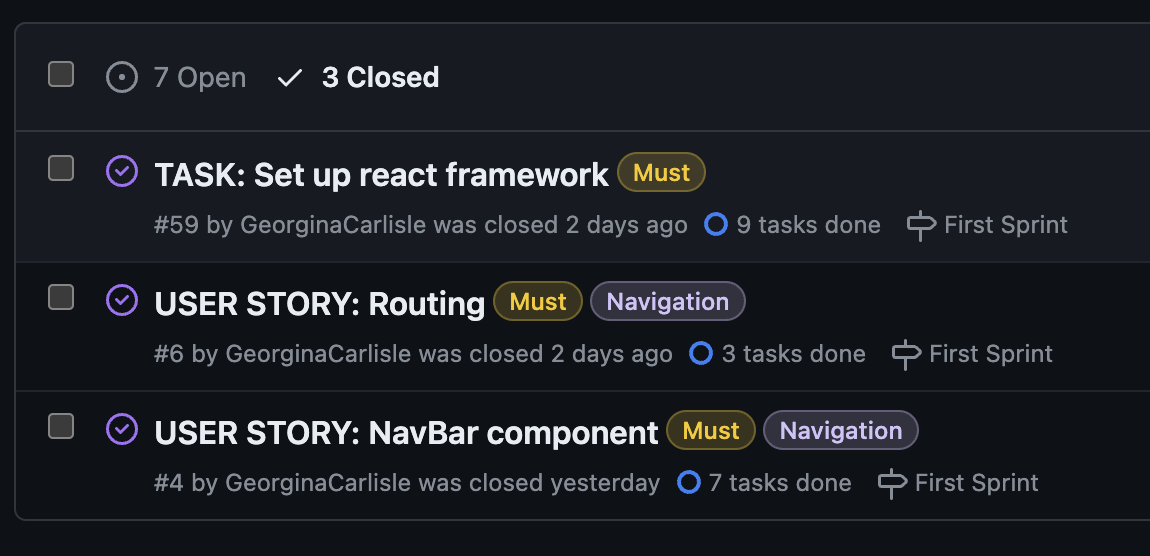 7 Open 3 Closed
TASK: Set up react framework Must
#59 by GeorginaCarlisle was closed 2 days ago 9 tasks done First Sprint
USER STORY: Routing Must Navigation
#6 by GeorginaCarlisle was closed 2 days ago 3 tasks done First Sprint
USER STORY: NavBar component Must Navigation
#4 by GeorginaCarlisle was closed yesterday 7 tasks done First Sprint